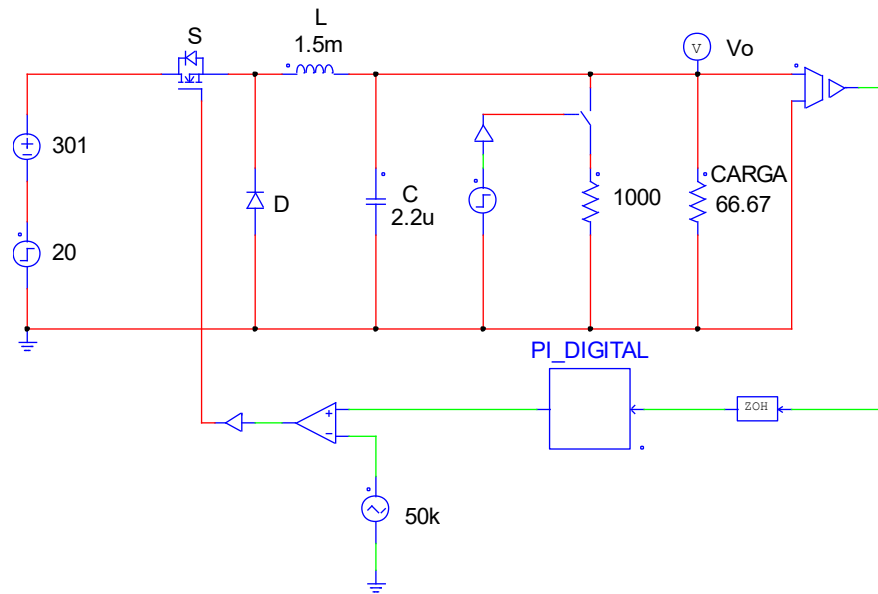 S
L
1.5m
V
Vo
301
20
D
C
2.2u
1000
CARGA
66.67
PI_DIGITAL
ZOH
50k